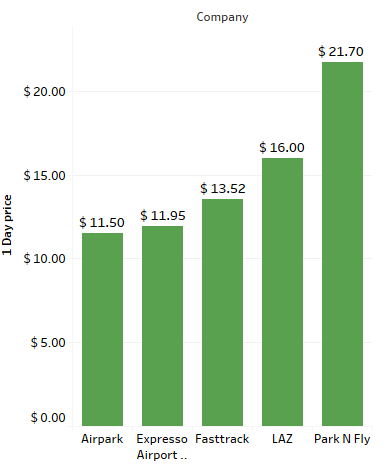 Company
$ 21.70
$ 20.00
$ 16.00
$ 15.00
$ 13.52
$ 11.95
$ 11.50
1 Day price
$ 10.00
$ 5.00
$ 0.00
Airpark
Expresso
Airport ..
Fasttrack
LAZ
Park N Fly